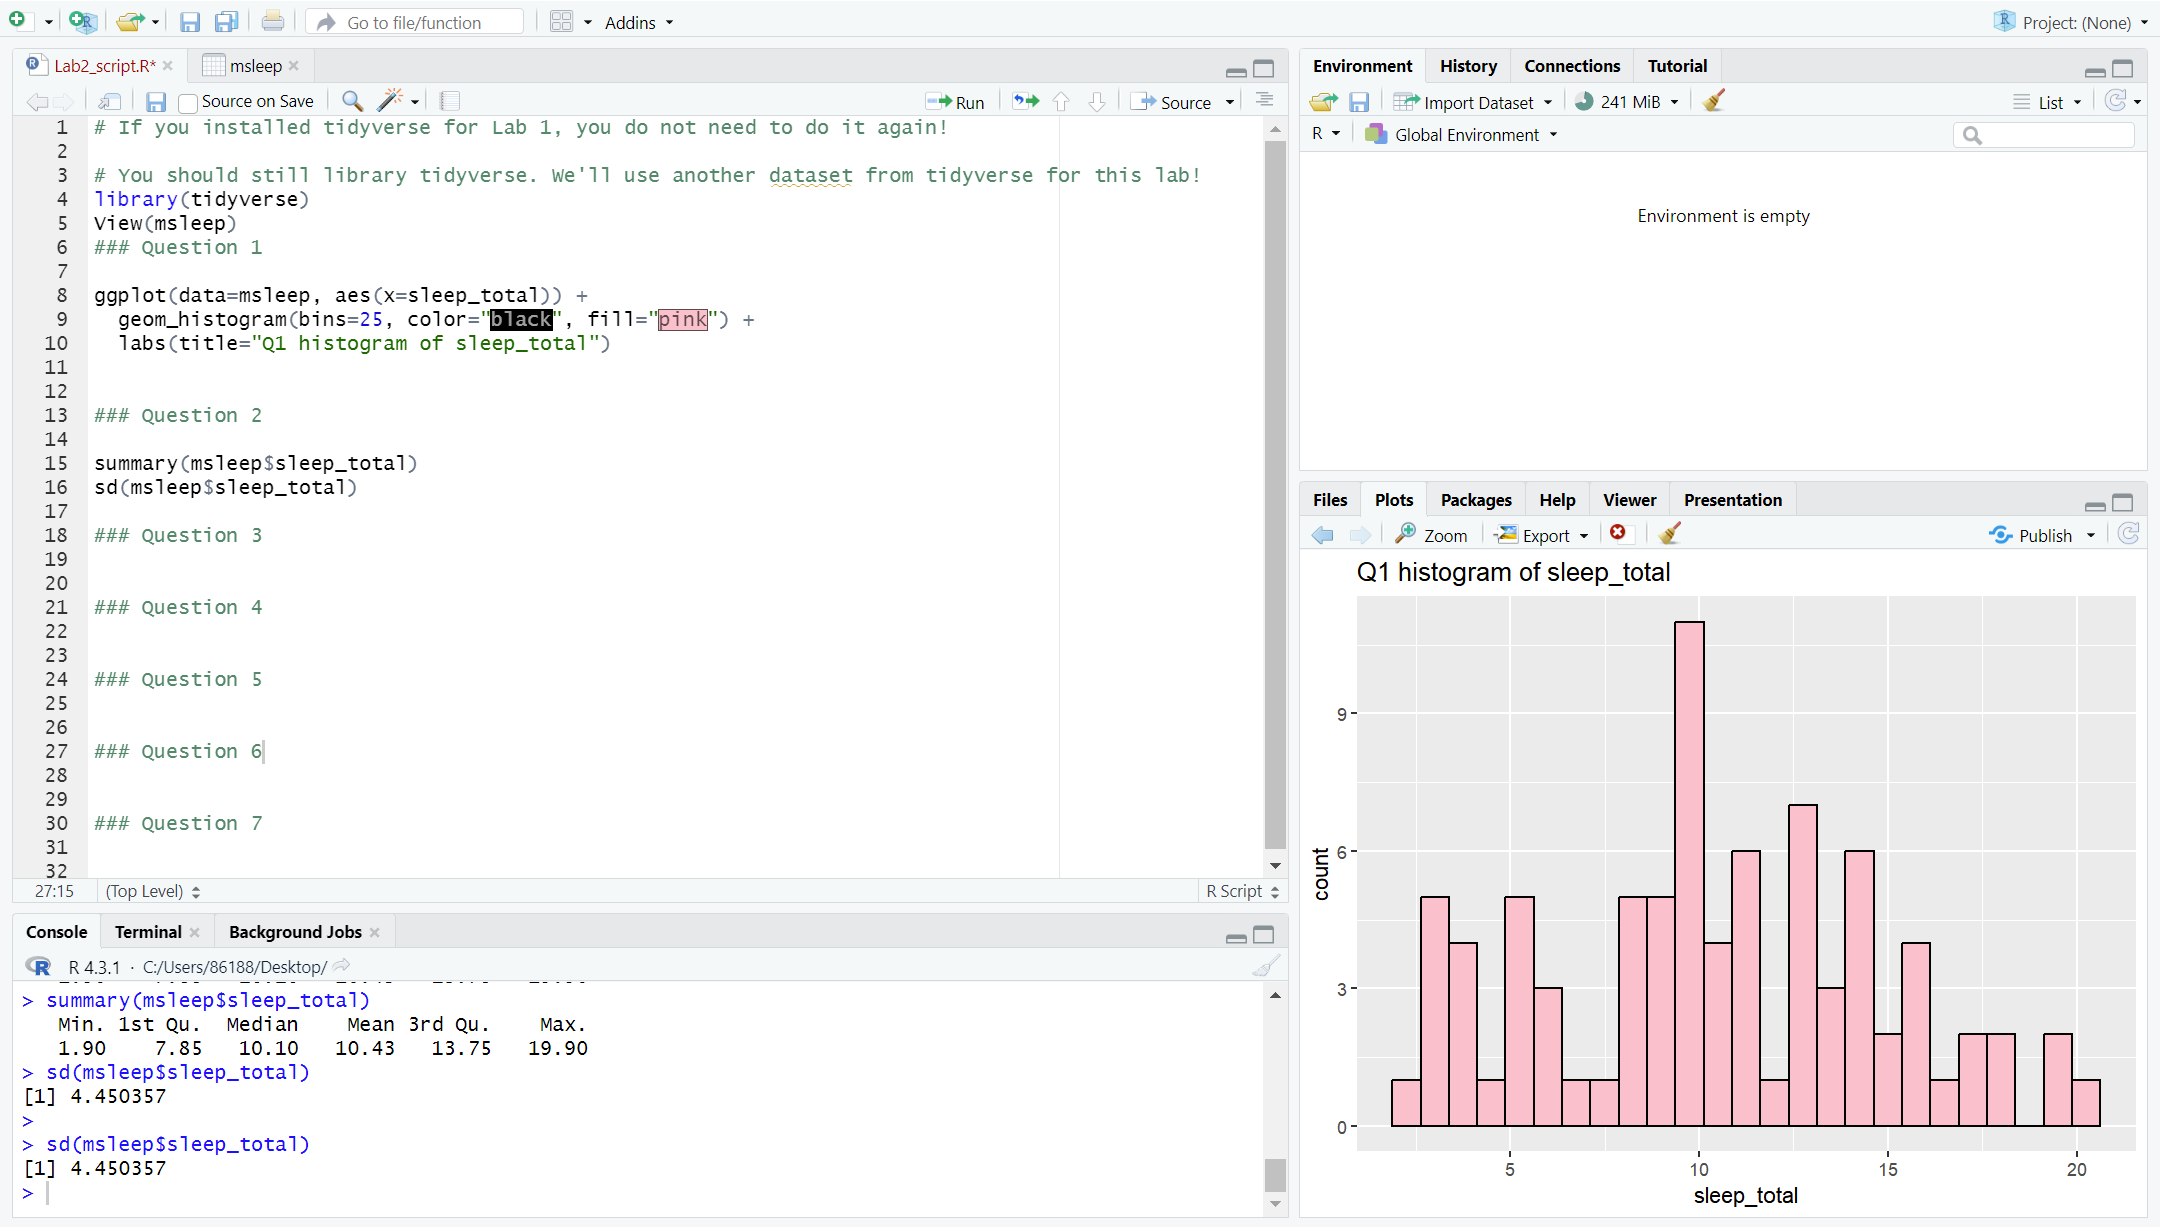 Go to file/function
Addins
Project: (None)
Lab2_script.R*
msleep
Source on Save
Run
Source
1 # If you installed tidyverse for Lab 1, you do not need to do it again!
2
3 # You should still library tidyverse. We'll use another dataset from tidyverse for this lab!
4 library(tidyverse)
5 View(msleep)
6 ### Question 1
7
8 ggplot(data=msleep, aes(x=sleep_total)) +
9 geom_histogram(bins=25, color="black", fill="pink") +
10 labs(title="Q1 histogram of sleep_total")
11
12
13 ### Question 2
14
15 summary(msleep$sleep_total)
16 sd(msleep$sleep_total)
17
18 ### Question 3
19
20
21 ### Question 4
22
23
24 ### Question 5
25
26
27 ### Question 6
28
29
30 ### Question 7
31
32
27:15 (Top Level) R Script
Console Terminal Background Jobs
R 4.3.1 · C:/Users/86188/Desktop/
> summary(msleep$sleep_total)
Min. 1st Qu. Median Mean 3rd Qu. Max.
1.90 7.85 10.10 10.43 13.75 19.90
> sd(msleep$sleep_total)
[1] 4.450357
>
> sd(msleep$sleep_total)
[1] 4.450357
>
Environment History Connections Tutorial
Import Dataset 241 MiB List
R Global Environment
Environment is empty
Files Plots Packages Help Viewer Presentation
Zoom Export Publish
Q1 histogram of sleep_total
count
9
6
3
0
5 10 15 20
sleep_total